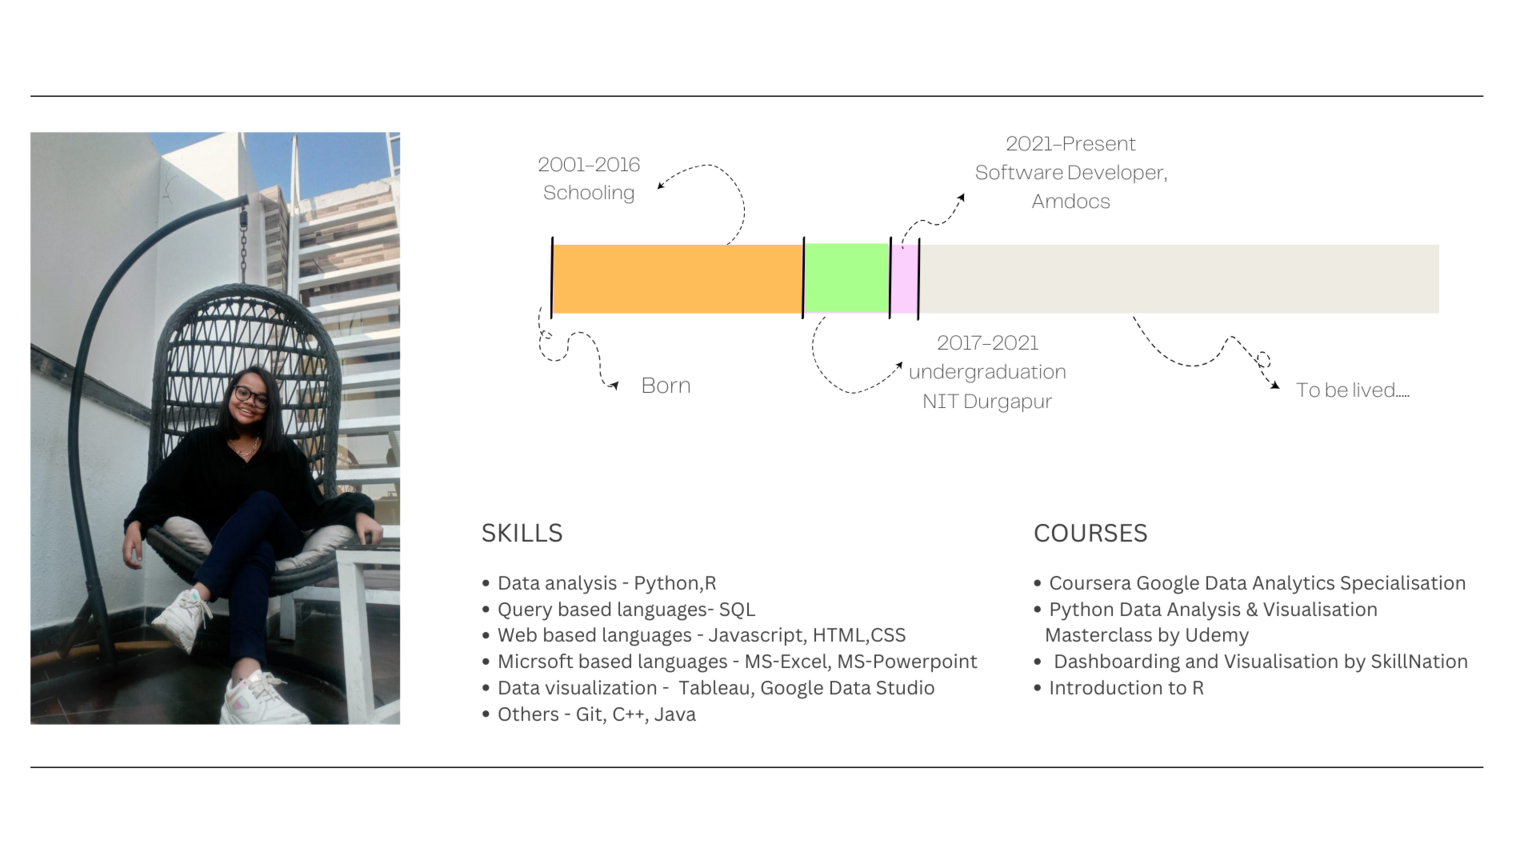 2001-2016
Schooling
2021-Present
Software Developer,
Amdocs
Born
2017-2021
undergraduation
NIT Durgapur
To be lived.....
SKILLS
• Data analysis - Python,R
• Query based languages- SQL
• Web based languages - Javascript, HTML,CSS
• Micrsoft based languages - MS-Excel, MS-Powerpoint
• Data visualization - Tableau, Google Data Studio
• Others - Git, C++, Java
COURSES
• Coursera Google Data Analytics Specialisation
• Python Data Analysis & Visualisation
Masterclass by Udemy
• Dashboarding and Visualisation by SkillNation
• Introduction to R